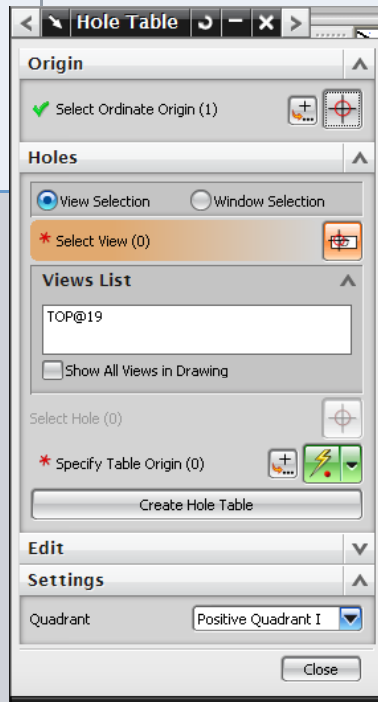 Hole Table
Origin
Select Ordinate Origin (1)
Holes
View Selection Window Selection
* Select View (0)
Views List
TOP@19
Show All Views in Drawing
Select Hole (0)
* Specify Table Origin (0)
Create Hole Table
Edit
Settings
Quadrant Positive Quadrant I
Close